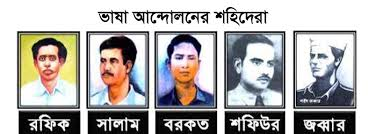 ভাষা আন্দোলনের শহিদেরা
রফিক সালাম বরকত শফিউর জব্বার